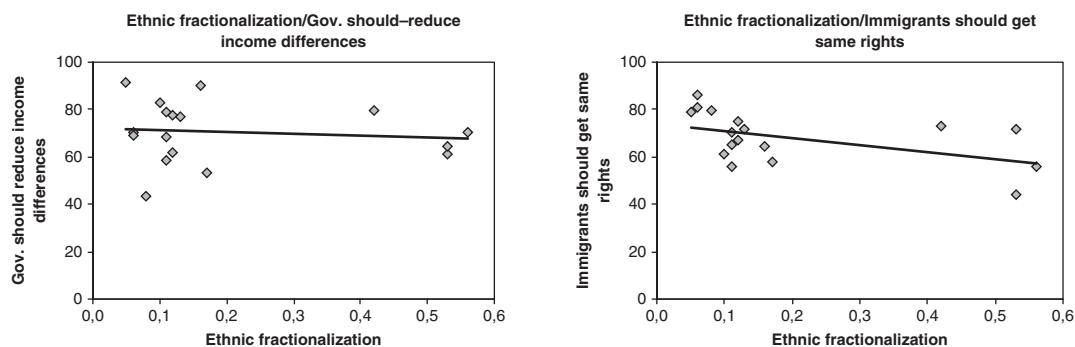 Ethnic fractionalization/Gov. should–reduce
income differences
100
80
60
40
20
0
0,0 0,1 0,2 0,3 0,4 0,5 0,6
Gov. should reduce income
differences
Ethnic fractionalization
Ethnic fractionalization/Immigrants should get
same rights
100
80
60
40
20
0
0,0 0,1 0,2 0,3 0,4 0,5 0,6
Immigrants should get same
rights
Ethnic fractionalization